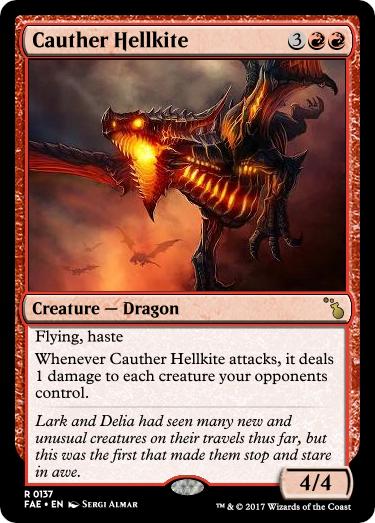 Cauther Hellkite 3
Creature — Dragon
Flying, haste
Whenever Cauther Hellkite attacks, it deals
1 damage to each creature your opponents
control.
Lark and Delia had seen many new and
unusual creatures on their travels thus far, but
this was the first that made them stop and stare
in awe.
4/4
R 0137
FAE • EN Sergi Almar
™ & © 2017 Wizards of the Coast